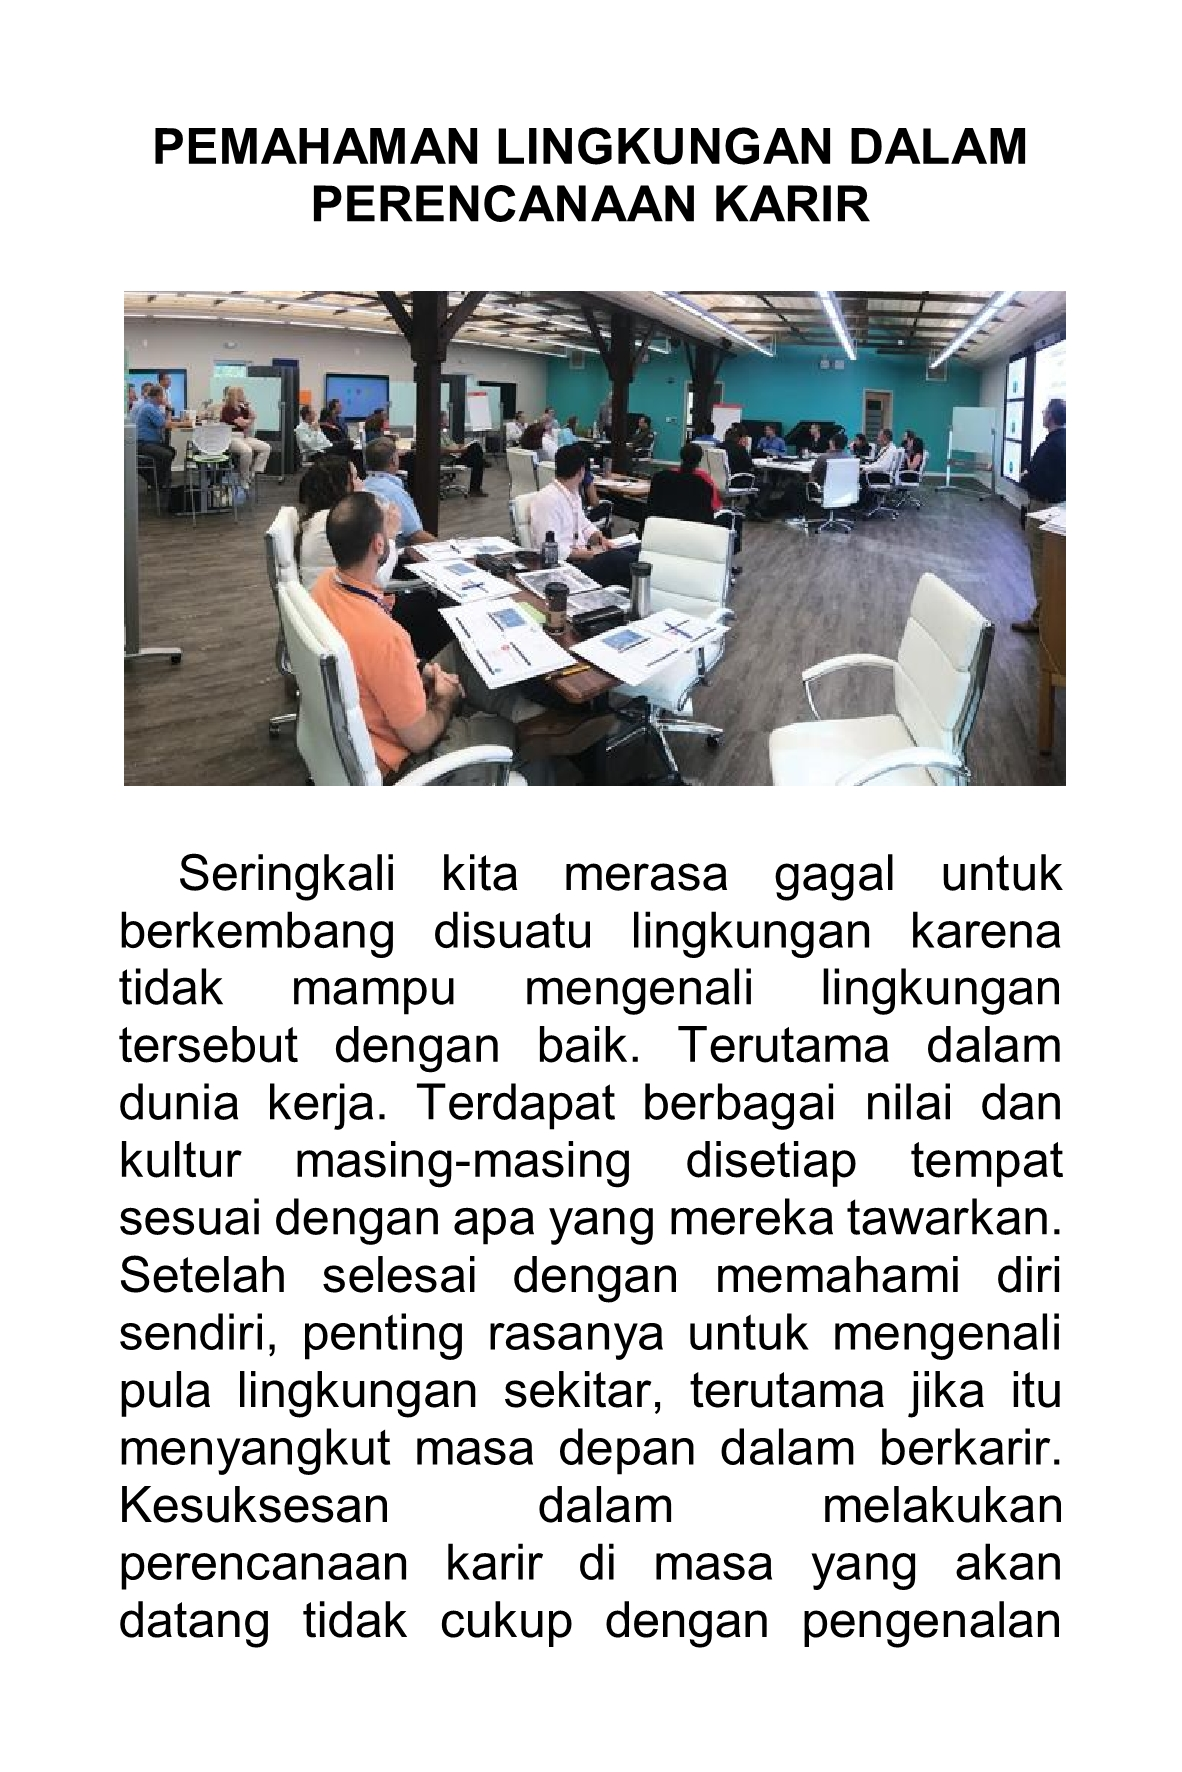 PEMAHAMAN LINGKUNGAN DALAM
PERENCANAAN KARIR
Seringkali kita merasa gagal untuk
berkembang disuatu lingkungan karena
tidak mampu mengenali lingkungan
tersebut dengan baik. Terutama dalam
dunia kerja. Terdapat berbagai nilai dan
kultur masing-masing disetiap tempat
sesuai dengan apa yang mereka tawarkan.
Setelah selesai dengan memahami diri
sendiri, penting rasanya untuk mengenali
pula lingkungan sekitar, terutama jika itu
menyangkut masa depan dalam berkarir.
Kesuksesan dalam melakukan
perencanaan karir di masa yang akan
datang tidak cukup dengan pengenalan